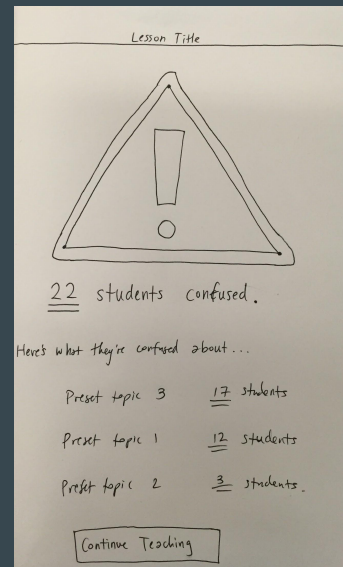 Lesson Title
!
22 students confused.
Here's what they're confused about...
Preset topic 3 17 students
Preset topic 1 12 students
Preset topic 2 3 students.
Continue Teaching